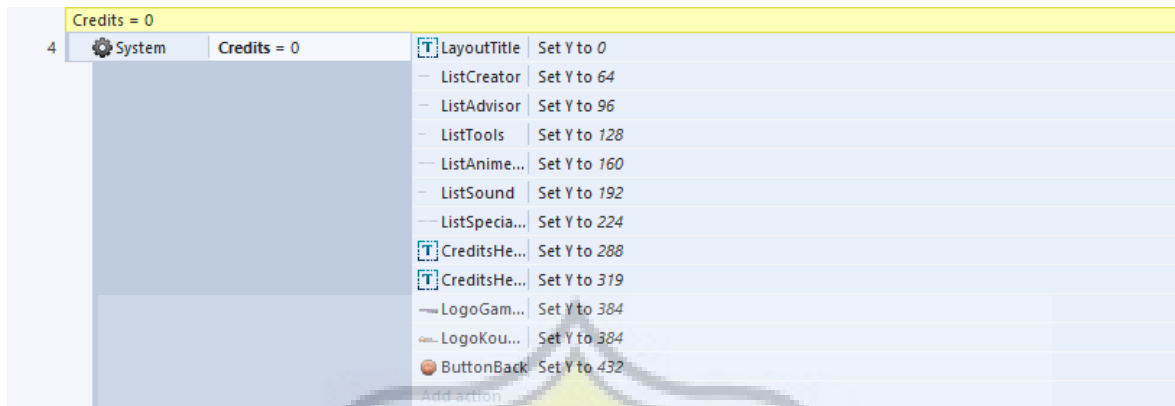 Credits = 0
4 System Credits = 0 LayoutTitle Set Y to 0
ListCreator Set Y to 64
ListAdvisor Set Y to 96
ListTools Set Y to 128
ListAnime... Set Y to 160
ListSound Set Y to 192
ListSpecia... Set Y to 224
CreditsHe... Set Y to 288
CreditsHe... Set Y to 319
LogoGam... Set Y to 384
LogoKou... Set Y to 384
ButtonBack Set Y to 432
Add action